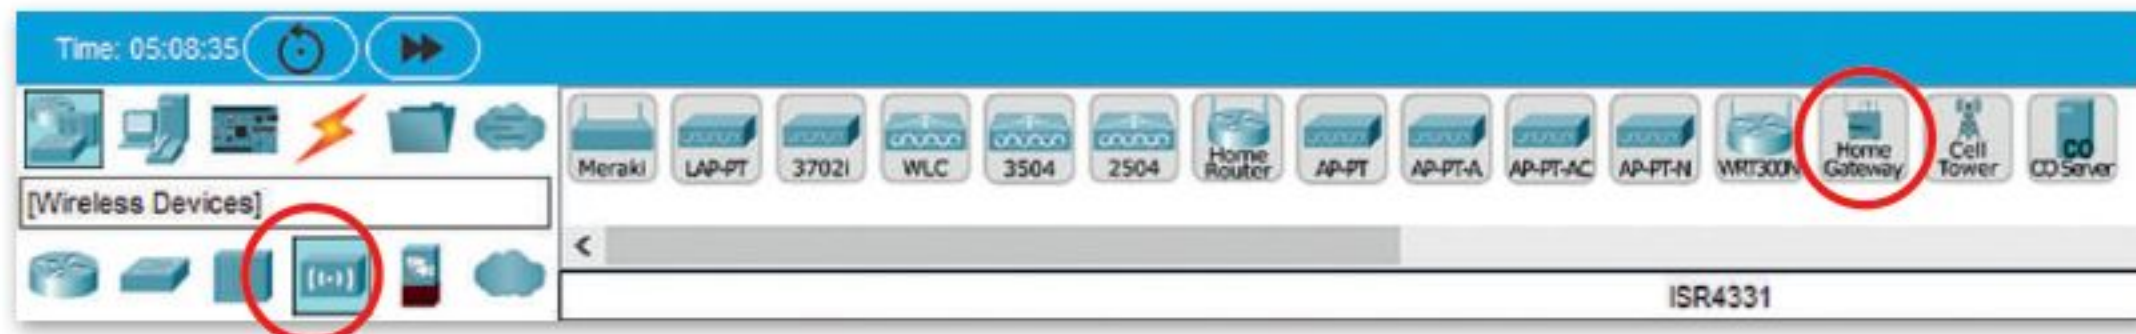 Time: 05:08:35
[Wireless Devices]
Meraki LAP-PT 3702i WLC 3504 2504 Home Router AP-PT AP-PT-A AP-PT-AC AP-PT-N WRT300N Home Gateway Cell Tower CO CO Server
ISR4331